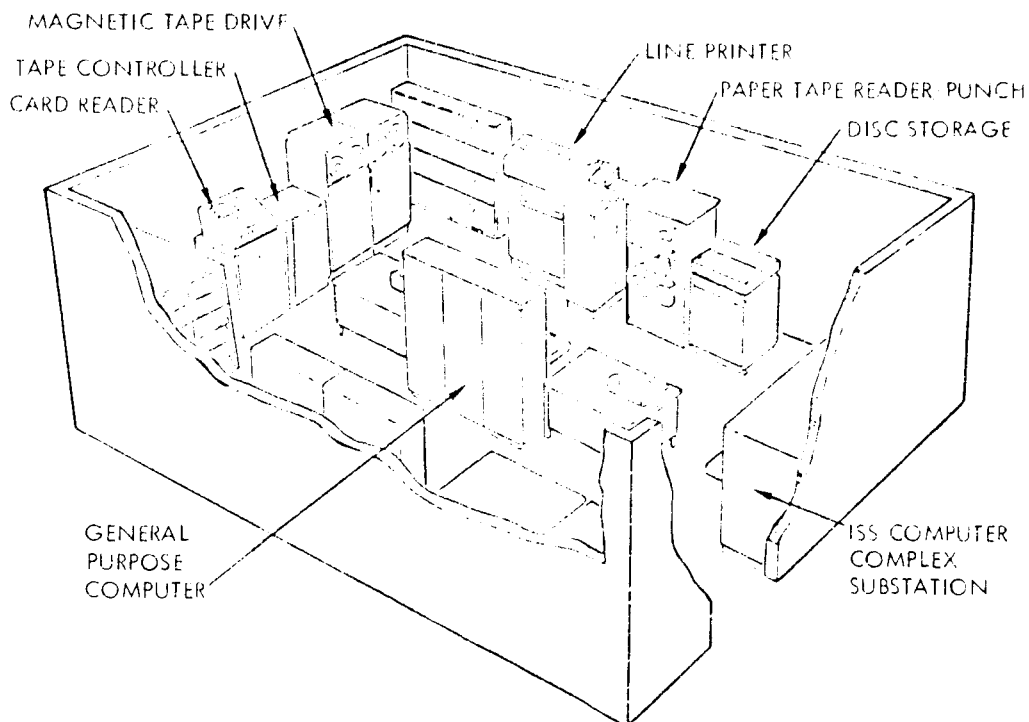 MAGNETIC TAPE DRIVE
TAPE CONTROLLER
CARD READER
LINE PRINTER
PAPER TAPE READER PUNCH
DISC STORAGE
GENERAL
PURPOSE
COMPUTER
ISS COMPUTER
COMPLEX
SUBSTATION